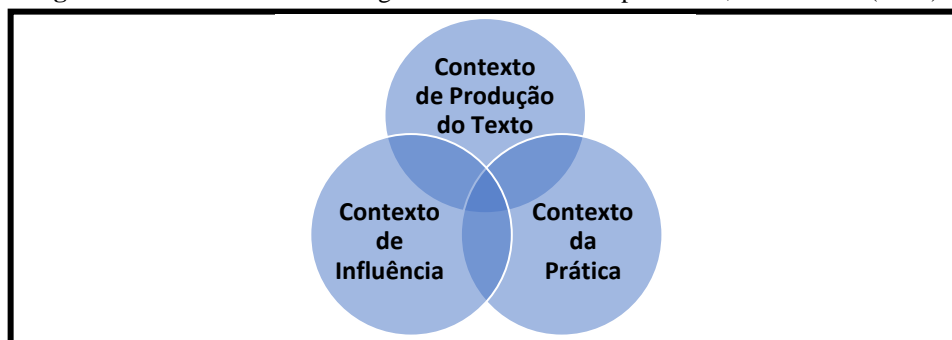 Contexto
de Produção
do Texto
Contexto
de
Influência
Contexto
da
Prática